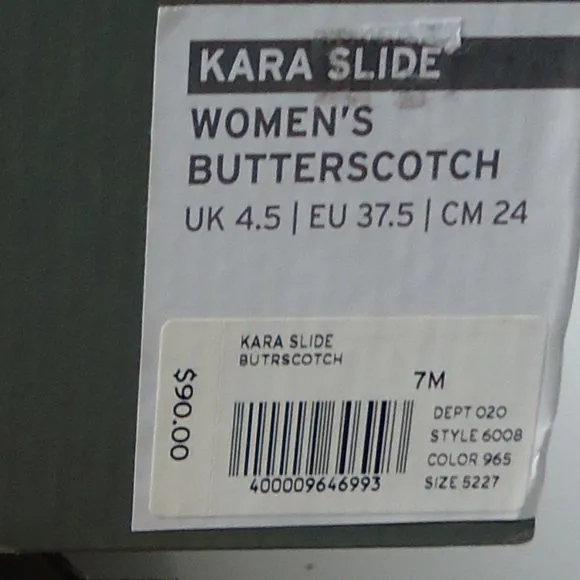 KARA SLIDE
WOMEN'S
BUTTERSCOTCH
UK 4.5 | EU 37.5 | CM 24
KARA SLIDE
BUTRSCOTCH
7M
$90.00
DEPT 020
STYLE 6008
COLOR 965
SIZE 5227
400009646993